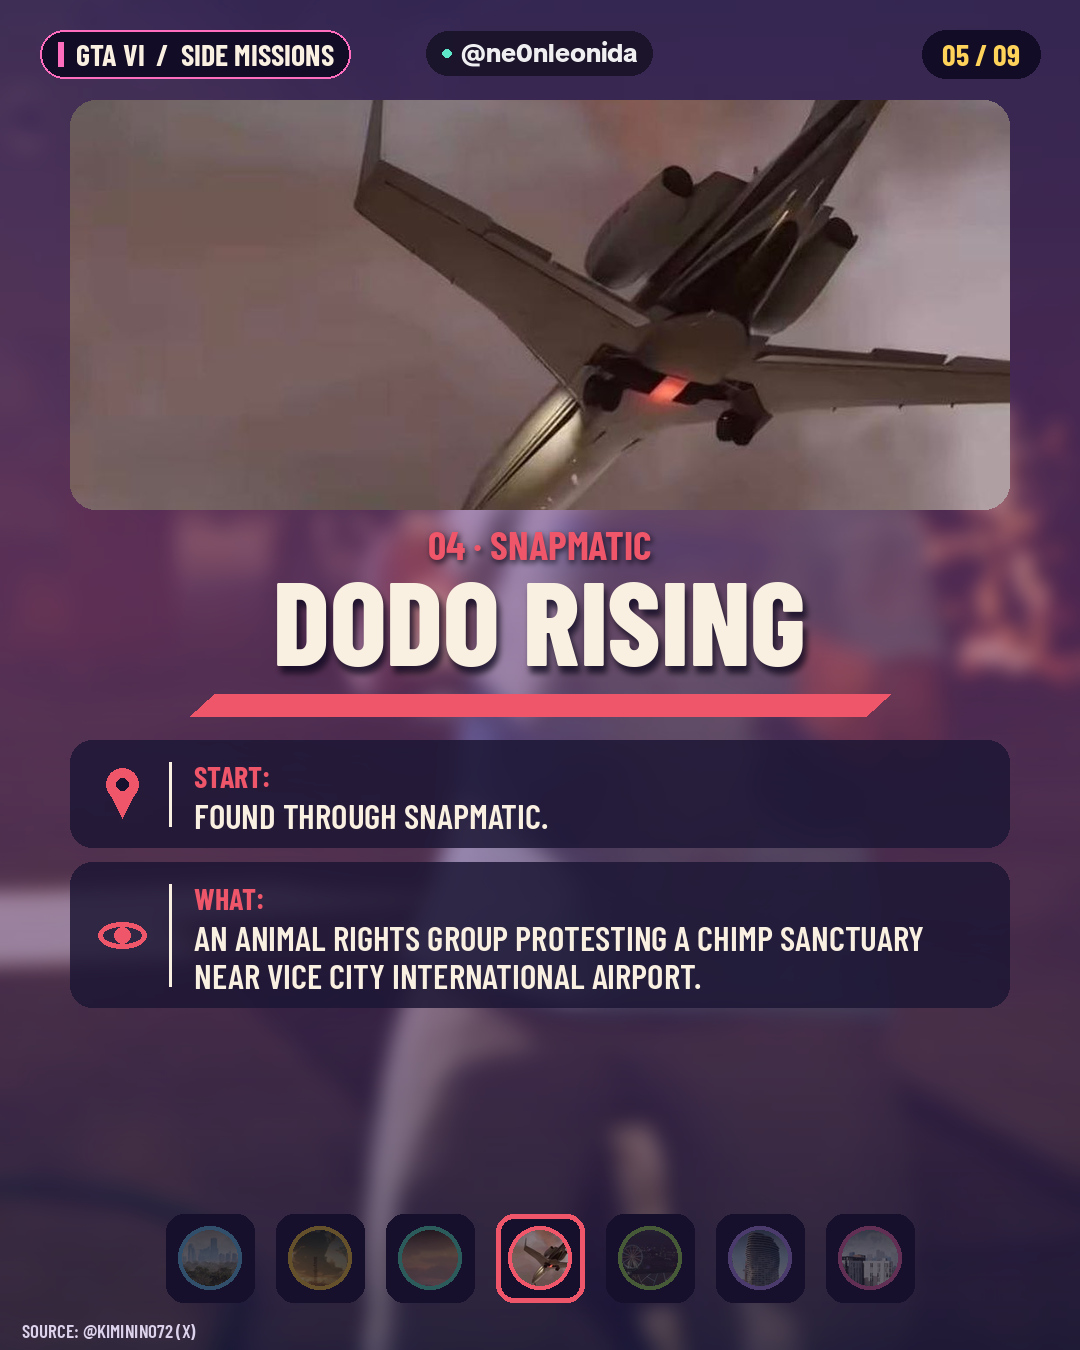 GTA VI / SIDE MISSIONS
@ne0nleonida
05 / 09
04 · SNAPMATIC
DODO RISING
START:
FOUND THROUGH SNAPMATIC.
WHAT:
AN ANIMAL RIGHTS GROUP PROTESTING A CHIMP SANCTUARY
NEAR VICE CITY INTERNATIONAL AIRPORT.
SOURCE: @KIMININO72 (X)